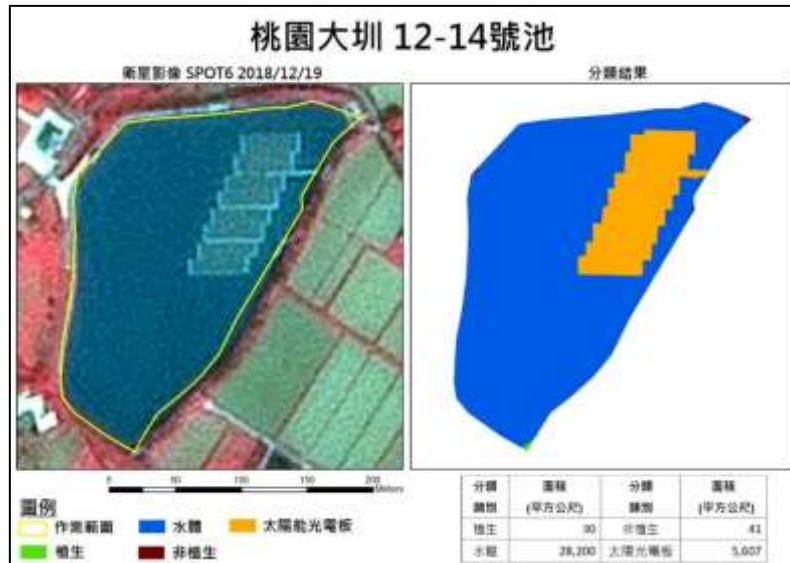 桃園大圳 12-14號池
衛星影像 SPOT6 2018/12/19
分類結果
0 50 100 150 200
Meters
圖例
作業範圍 水體 太陽能光電板
植生 非植生
分類類別 面積(平方公尺) 分類類別 面積(平方公尺)
植生 30 非植生 41
水體 28,200 太陽光電板 5,607